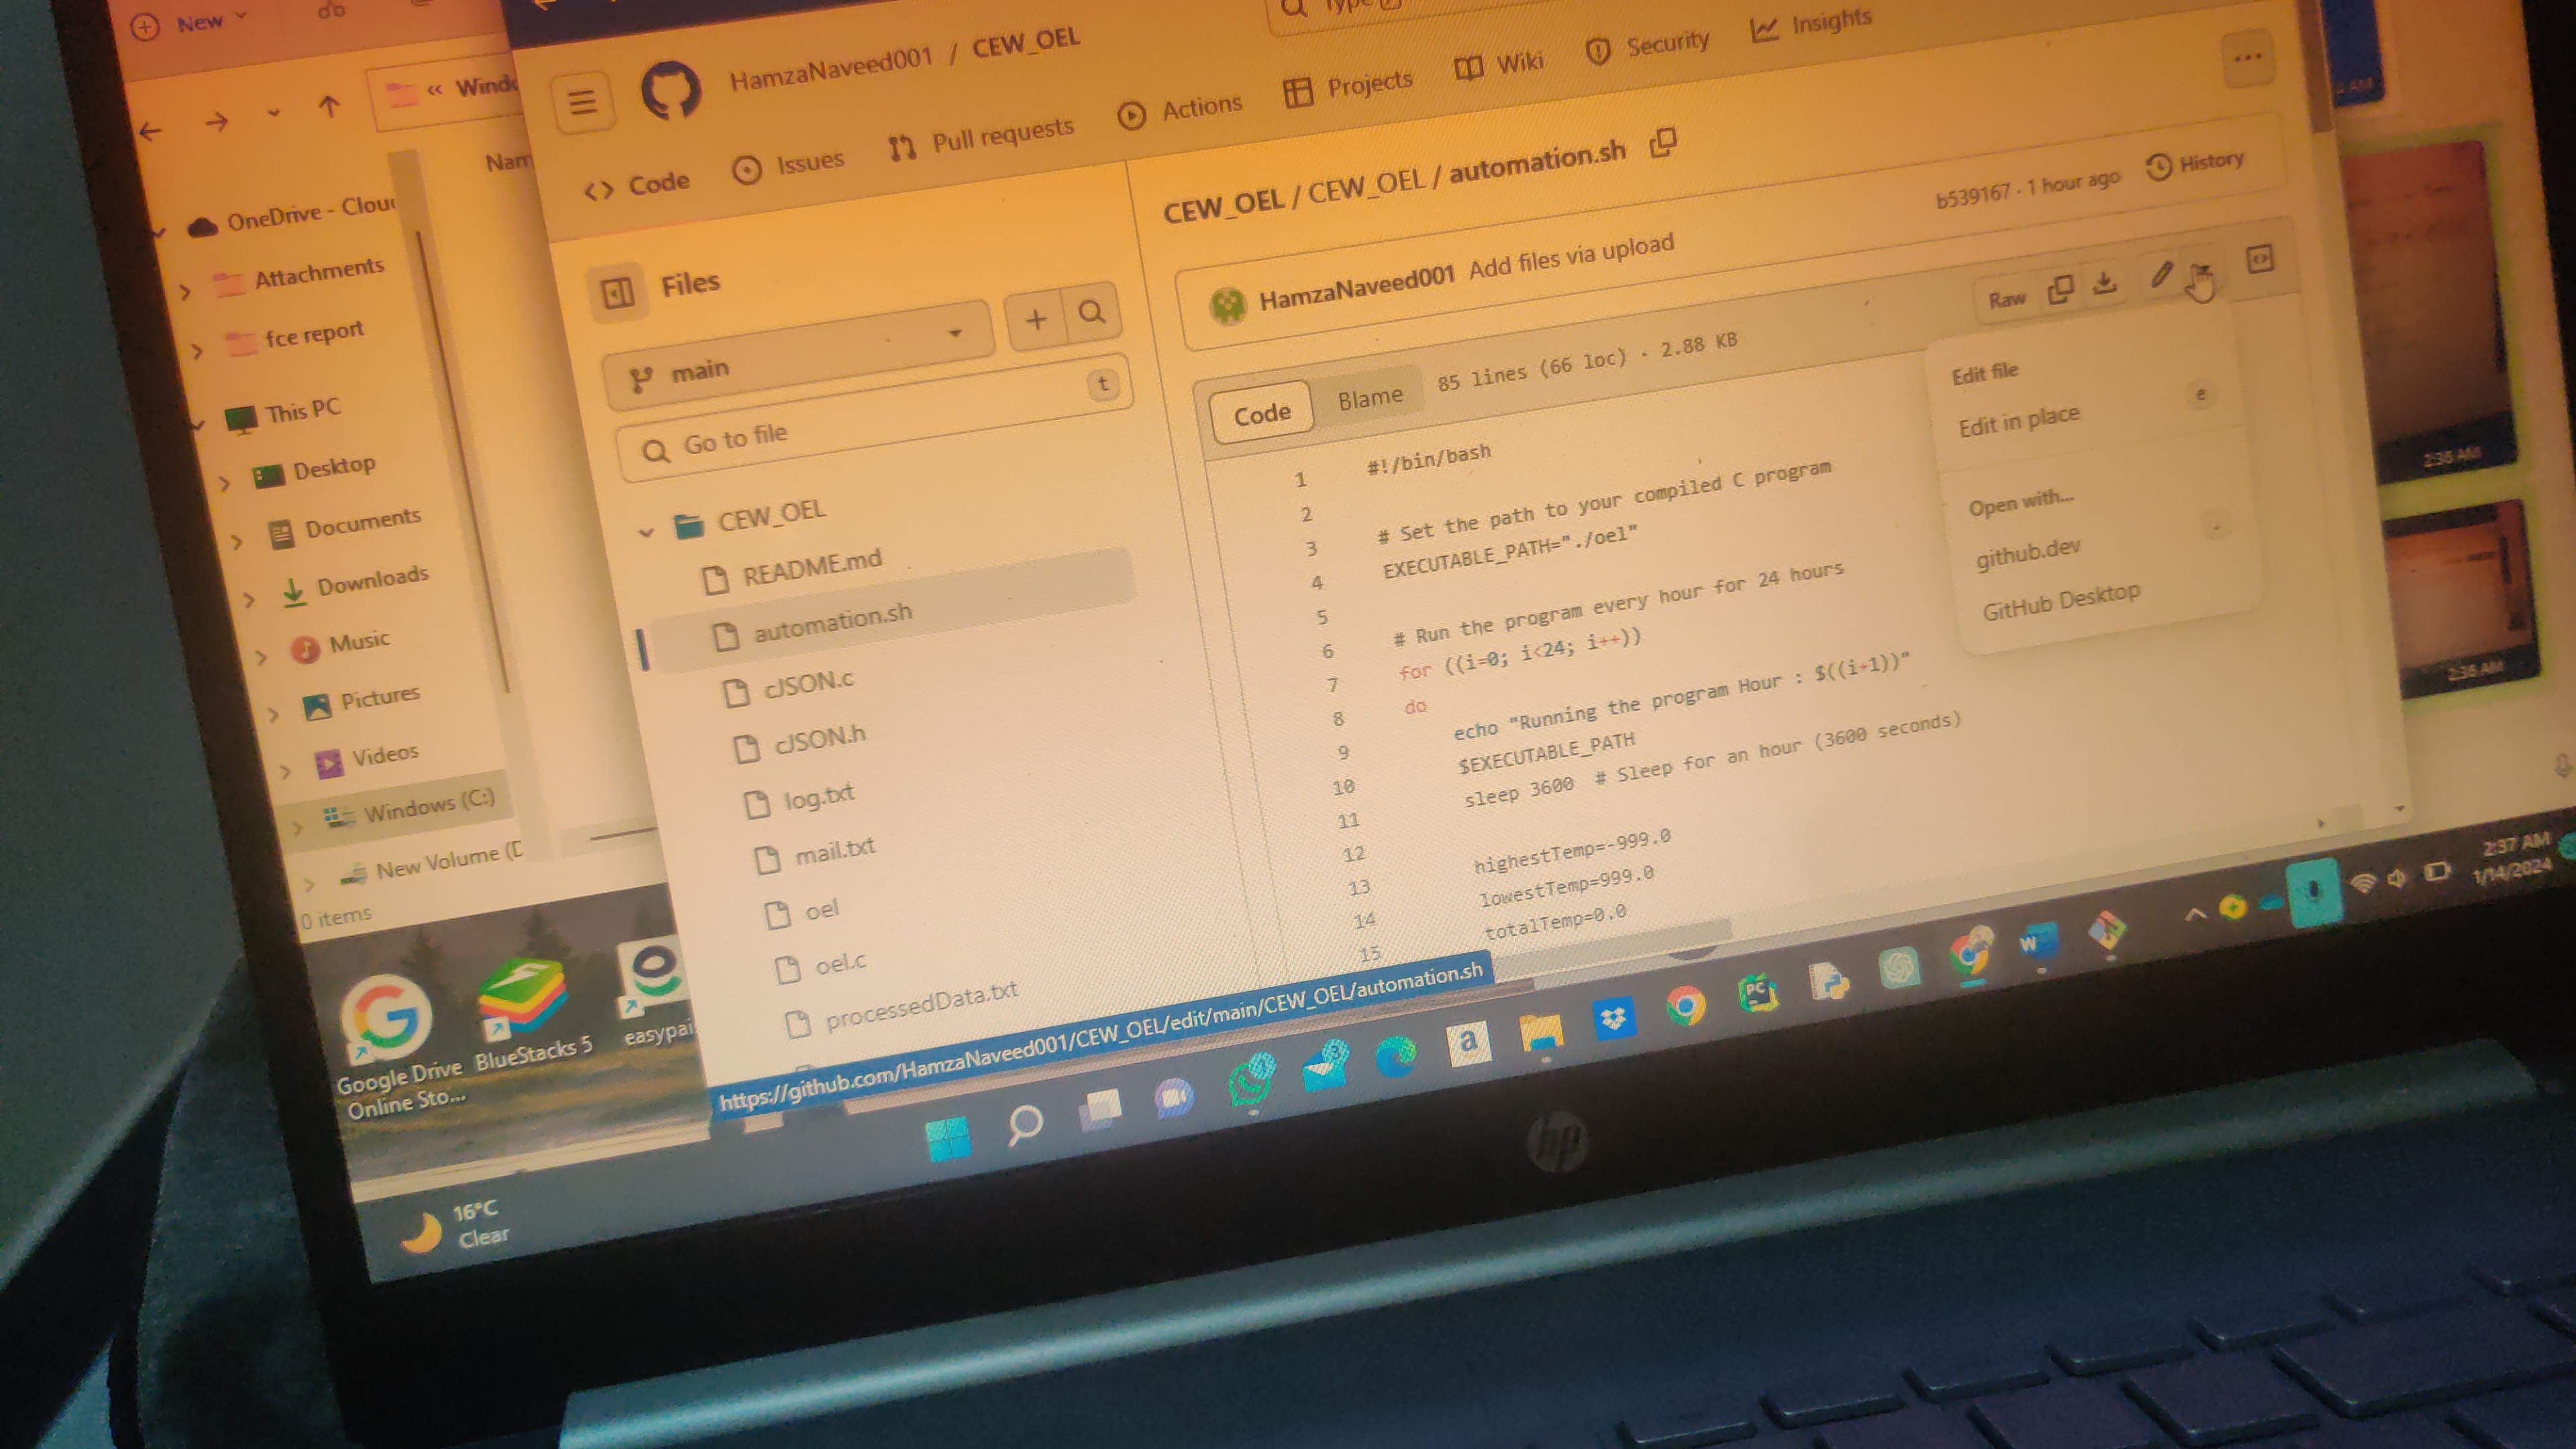 New
« Windo
Nam
OneDrive - Clou
Attachments
fce report
This PC
Desktop
Documents
Downloads
Music
Pictures
Videos
Windows (C:)
New Volume (D
0 items
Google Drive
Online Sto...
BlueStacks 5
easypai
16°C
Clear
HamzaNaveed001 / CEW_OEL
Type
Code
Issues
Pull requests
Actions
Projects
Wiki
Security
Insights
Files
main
Go to file
t
CEW_OEL
README.md
automation.sh
cJSON.c
cJSON.h
log.txt
mail.txt
oel
oel.c
processedData.txt
CEW_OEL / CEW_OEL / automation.sh
HamzaNaveed001 Add files via upload
b539167 · 1 hour ago
History
Code
Blame
85 lines (66 loc) · 2.88 KB
Raw
Edit file
Edit in place
e
Open with...
github.dev
.
GitHub Desktop
1 #!/bin/bash
2
3 # Set the path to your compiled C program
4 EXECUTABLE_PATH="./oel"
5
6 # Run the program every hour for 24 hours
7 for ((i=0; i<24; i++))
8 do
9 echo "Running the program Hour : $((i+1))"
10 $EXECUTABLE_PATH
11 sleep 3600 # Sleep for an hour (3600 seconds)
12
13 highestTemp=-999.0
14 lowestTemp=999.0
15 totalTemp=0.0
https://github.com/HamzaNaveed001/CEW_OEL/edit/main/CEW_OEL/automation.sh
2:36 AM
2:36 AM
2:37 AM
1/14/2024
3
a
PC
W
hp